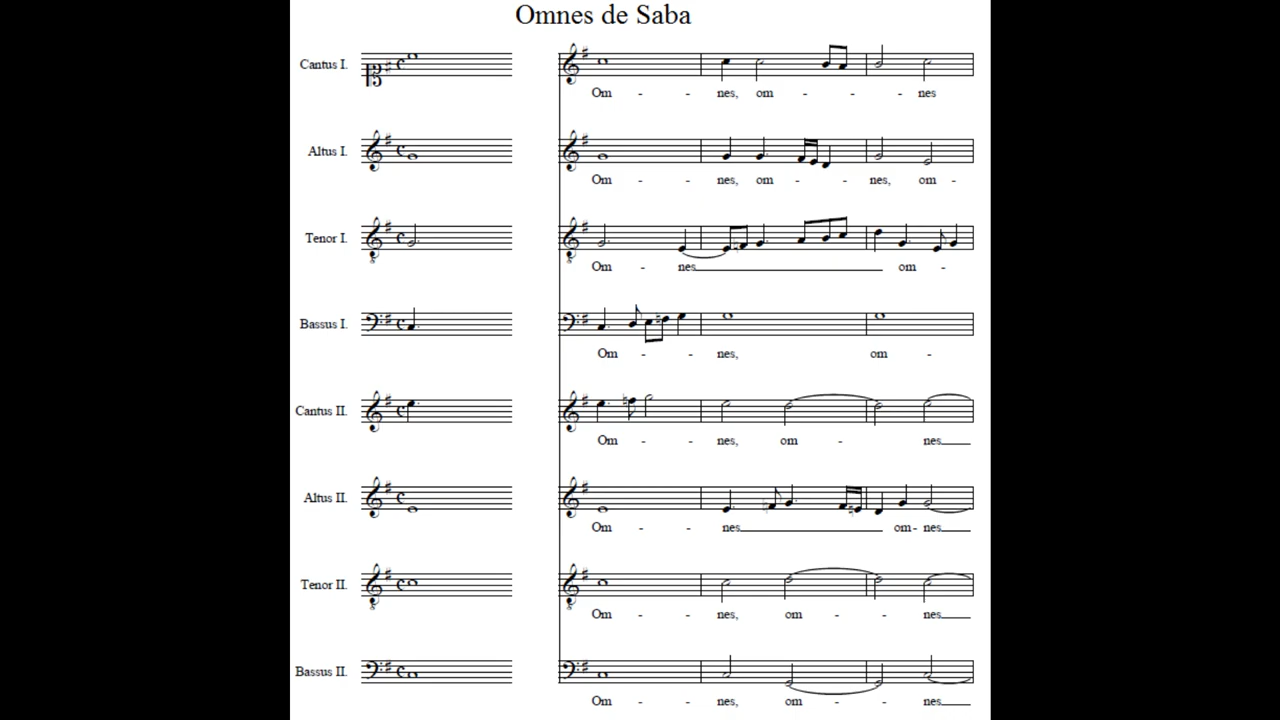 Omnes de Saba
Cantus I.
Om - - nes, om - - - nes
Altus I.
Om - - nes, om - - nes, om -
Tenor I.
Om - nes om -
Bassus I.
Om - - nes, om -
Cantus II.
Om - - nes, om - nes
Altus II.
Om - - nes om- nes
Tenor II.
Om - - nes, om - - nes
Bassus II.
Om - - nes, om - - nes